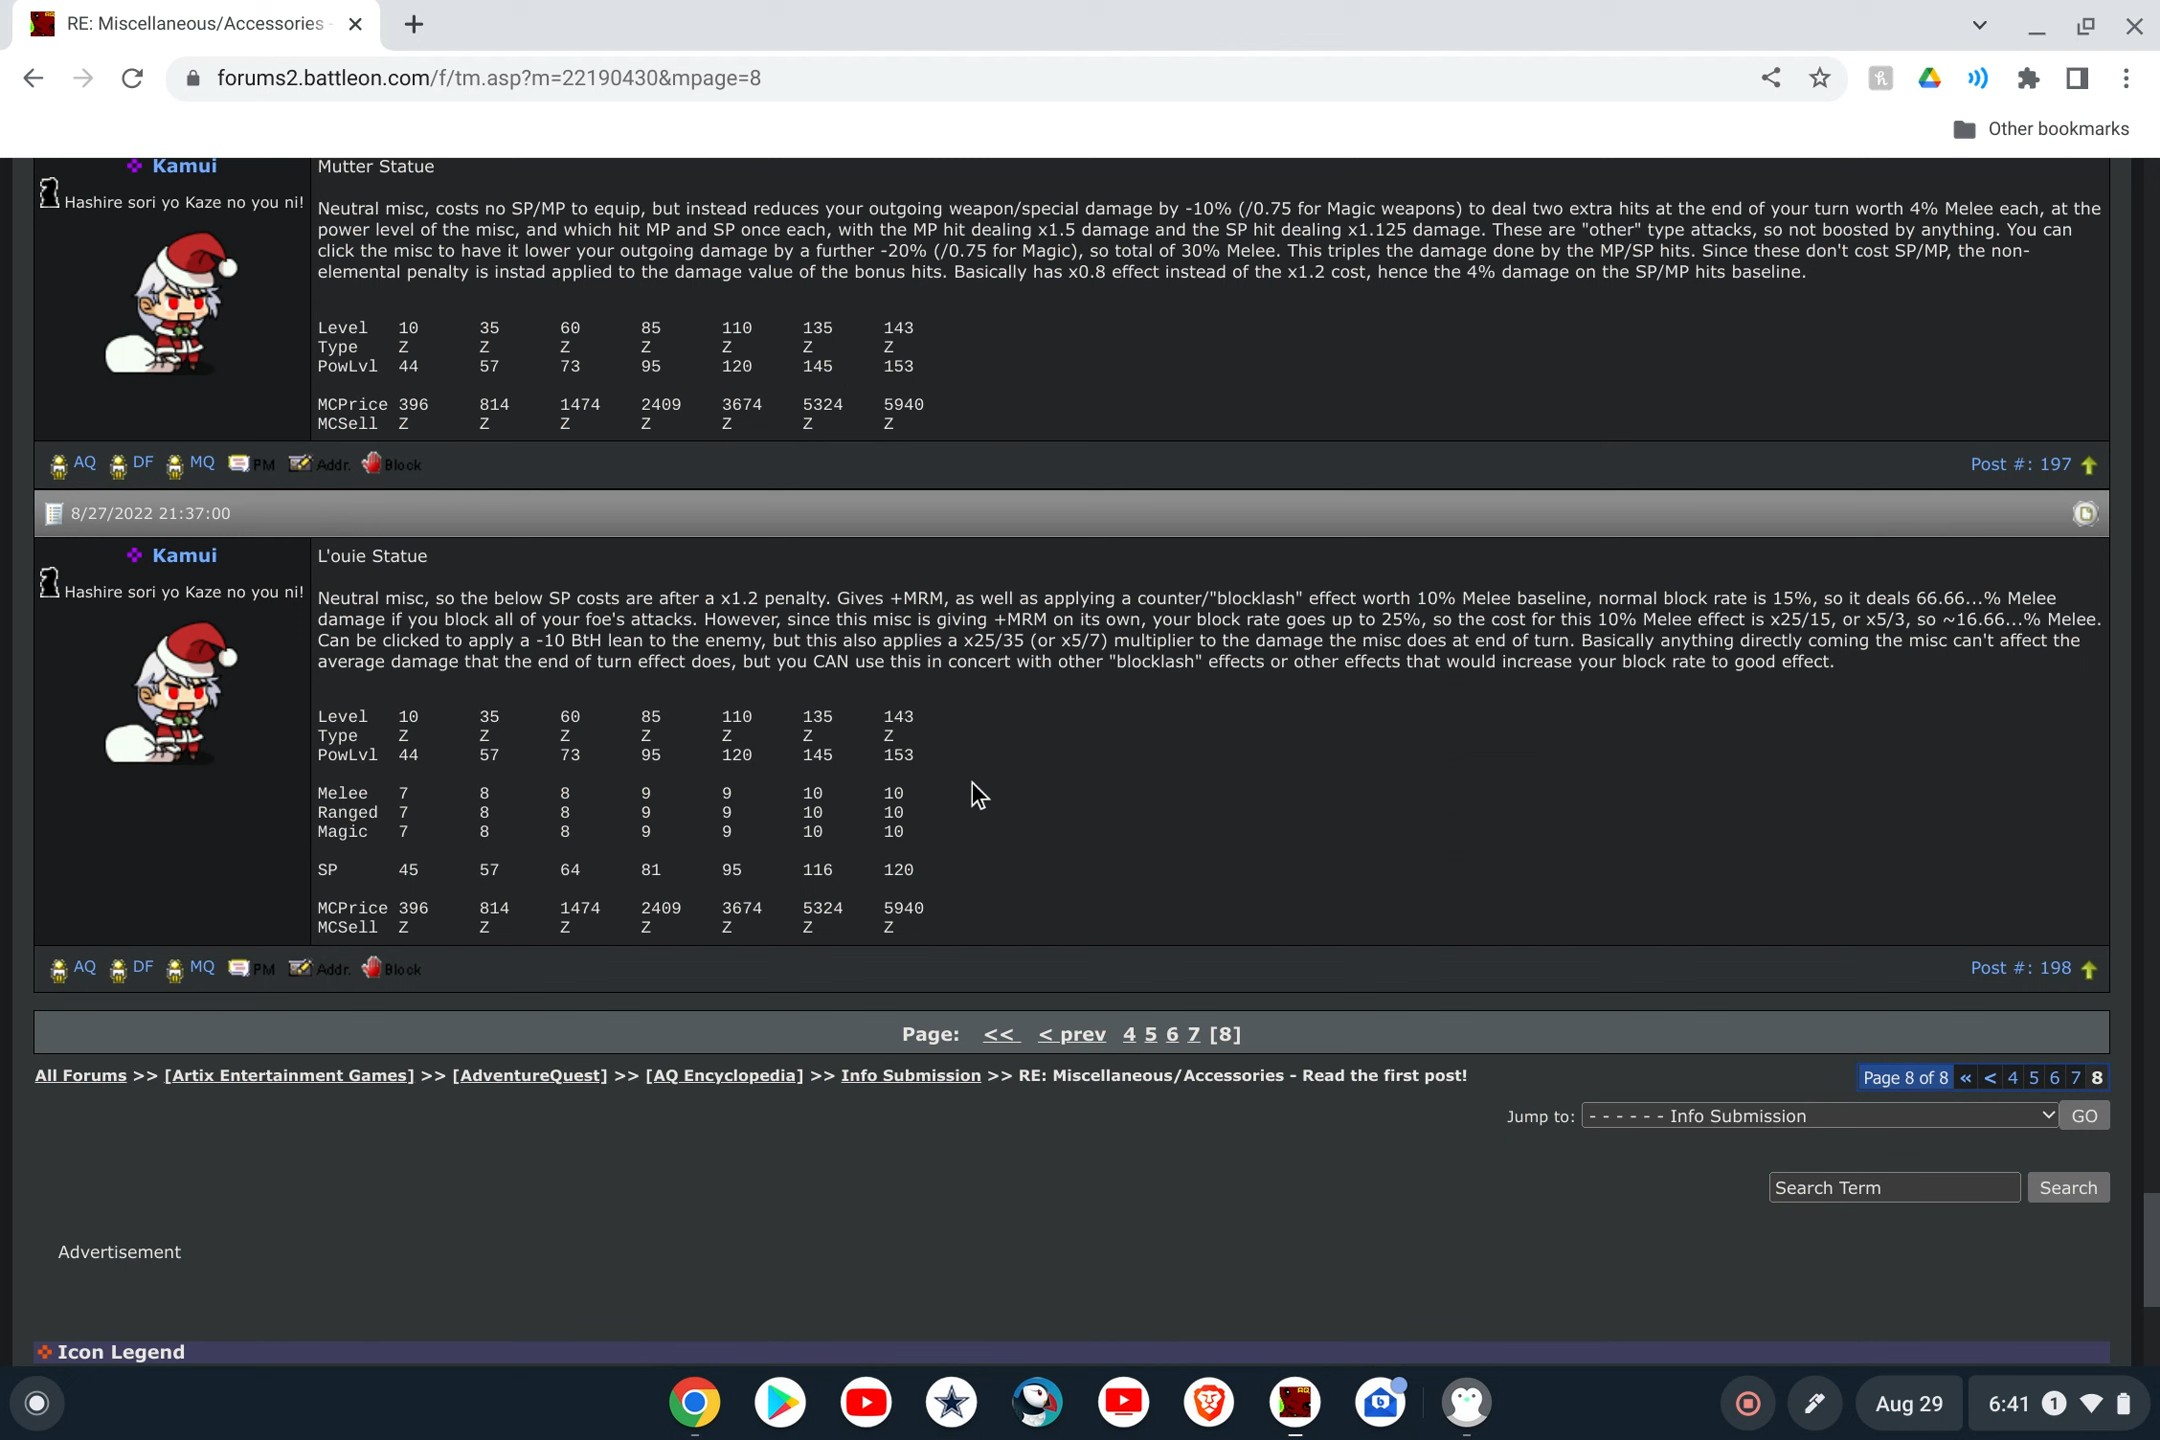 RE: Miscellaneous/Accessories -
forums2.battleon.com/f/tm.asp?m=22190430&mpage=8
Other bookmarks
Kamui
Hashire sori yo Kaze no you ni!
Mutter Statue
Neutral misc, costs no SP/MP to equip, but instead reduces your outgoing weapon/special damage by -10% (/0.75 for Magic weapons) to deal two extra hits at the end of your turn worth 4% Melee each, at the
power level of the misc, and which hit MP and SP once each, with the MP hit dealing x1.5 damage and the SP hit dealing x1.125 damage. These are "other" type attacks, so not boosted by anything. You can
click the misc to have it lower your outgoing damage by a further -20% (/0.75 for Magic), so total of 30% Melee. This triples the damage done by the MP/SP hits. Since these don't cost SP/MP, the non-
elemental penalty is instad applied to the damage value of the bonus hits. Basically has x0.8 effect instead of the x1.2 cost, hence the 4% damage on the SP/MP hits baseline.
Level 10 35 60 85 110 135 143
Type Z Z Z Z Z Z Z
PowLvl 44 57 73 95 120 145 153
MCPrice 396 814 1474 2409 3674 5324 5940
MCSell Z Z Z Z Z Z Z
AQ DF MQ PM Addr. Block
Post #: 197
8/27/2022 21:37:00
Kamui
Hashire sori yo Kaze no you ni!
L'ouie Statue
Neutral misc, so the below SP costs are after a x1.2 penalty. Gives +MRM, as well as applying a counter/"blocklash" effect worth 10% Melee baseline, normal block rate is 15%, so it deals 66.66...% Melee
damage if you block all of your foe's attacks. However, since this misc is giving +MRM on its own, your block rate goes up to 25%, so the cost for this 10% Melee effect is x25/15, or x5/3, so ~16.66...% Melee.
Can be clicked to apply a -10 BtH lean to the enemy, but this also applies a x25/35 (or x5/7) multiplier to the damage the misc does at end of turn. Basically anything directly coming the misc can't affect the
average damage that the end of turn effect does, but you CAN use this in concert with other "blocklash" effects or other effects that would increase your block rate to good effect.
Level 10 35 60 85 110 135 143
Type Z Z Z Z Z Z Z
PowLvl 44 57 73 95 120 145 153
Melee 7 8 8 9 9 10 10
Ranged 7 8 8 9 9 10 10
Magic 7 8 8 9 9 10 10
SP 45 57 64 81 95 116 120
MCPrice 396 814 1474 2409 3674 5324 5940
MCSell Z Z Z Z Z Z Z
AQ DF MQ PM Addr. Block
Post #: 198
Page: << < prev 4 5 6 7 [8]
All Forums >> [Artix Entertainment Games] >> [AdventureQuest] >> [AQ Encyclopedia] >> Info Submission >> RE: Miscellaneous/Accessories - Read the first post!
Page 8 of 8 « < 4 5 6 7 8
Jump to: - - - - - - Info Submission GO
Search Term Search
Advertisement
Icon Legend
Aug 29 6:41 1